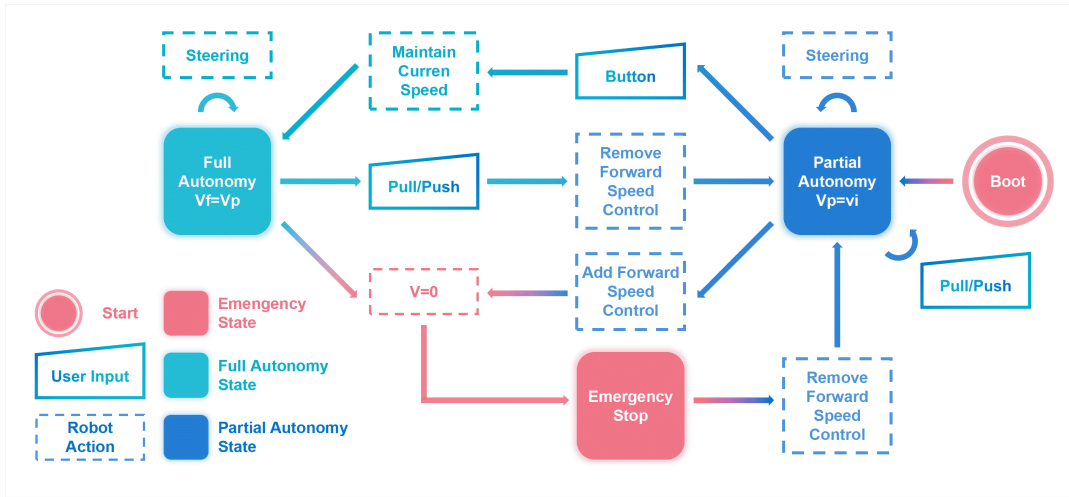 Steering
Maintain
Curren
Speed
Button
Steering
Full
Autonomy
Vf=Vp
Pull/Push
Remove
Forward
Speed
Control
Partial
Autonomy
Vp=vi
Boot
V=0
Add Forward
Speed
Control
Pull/Push
Start
Emengency
State
User Input
Full Autonomy
State
Emergency
Stop
Remove
Forward
Speed
Control
Robot
Action
Partial Autonomy
State